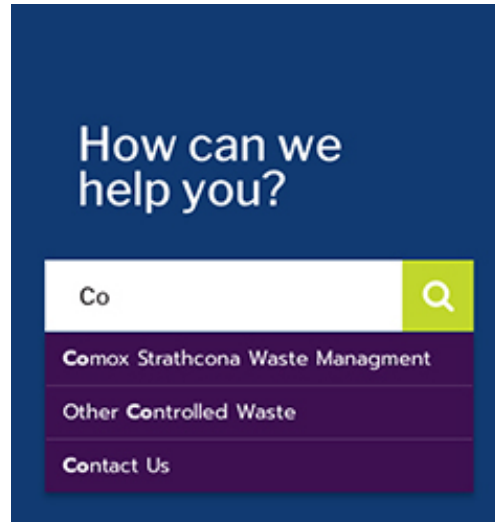 How can we
help you?
Co
Comox Strathcona Waste Managment
Other Controlled Waste
Contact Us